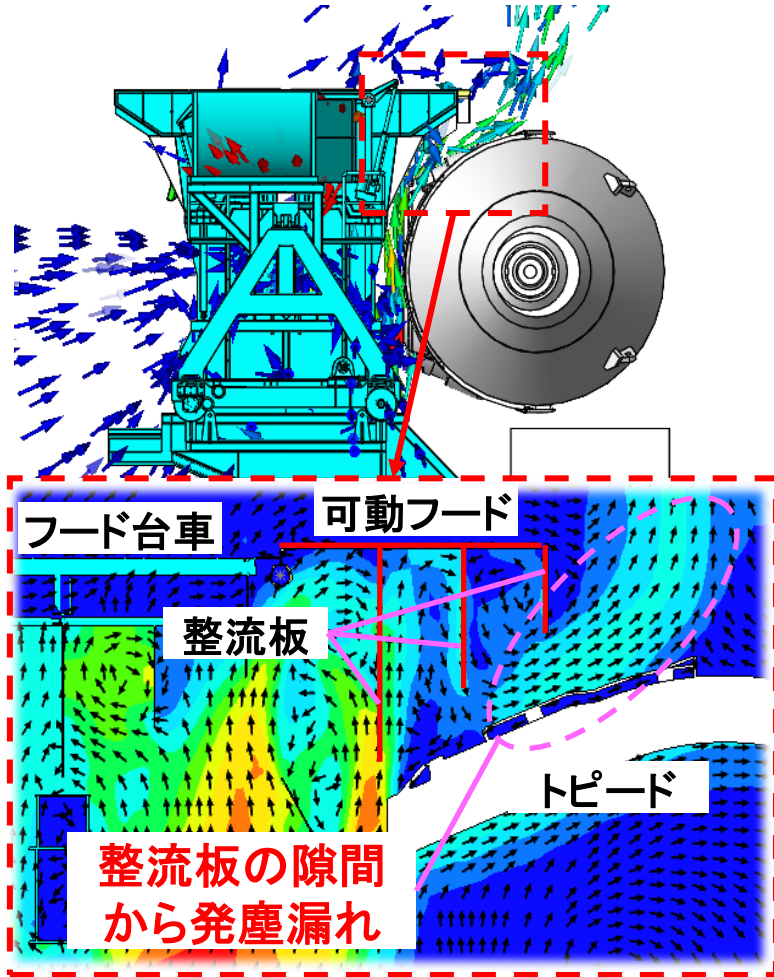 フード台車
可動フード
整流板
トピード
整流板の隙間
から発塵漏れ